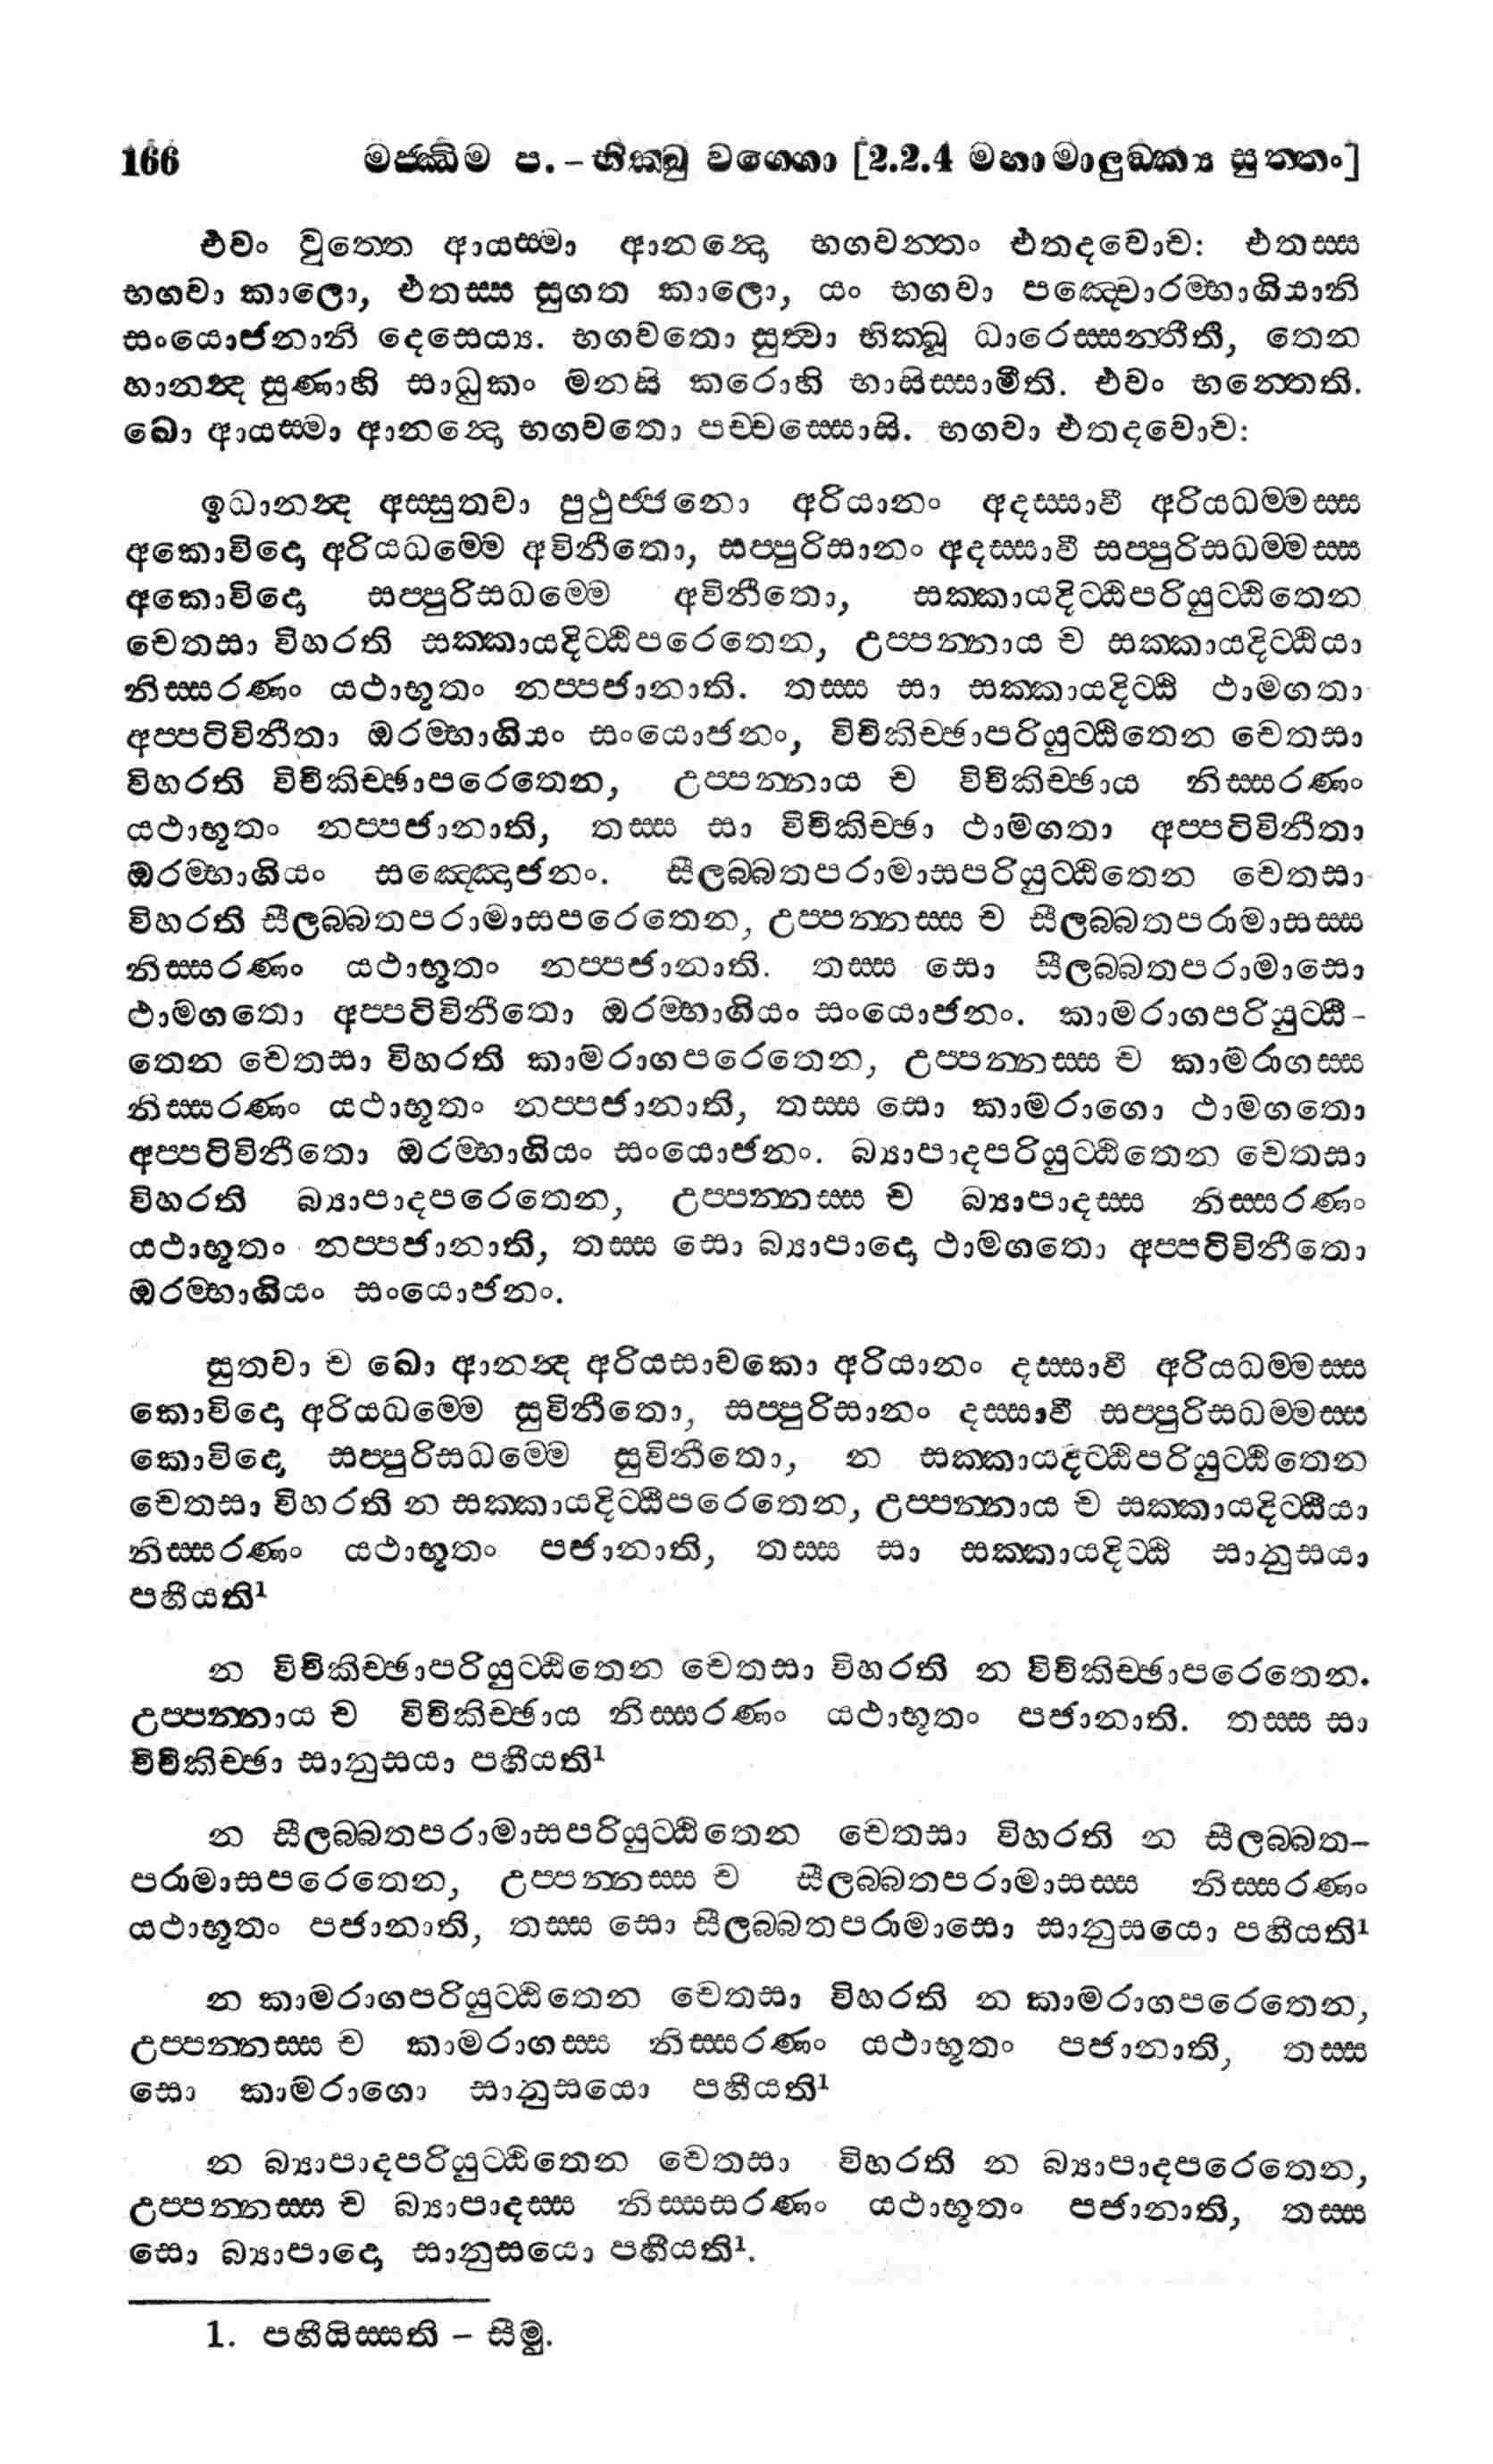 166 මජ්ඣිම ප. – භික්ඛු වග්ගො [2.2.4 මහාමාලුඞ්ක්‍ය සුත්තං]
එවං වුත්තෙ ආයස්මා ආනන්දො භගවන්තං එතදවොච: එතස්ස
භගවා කාලො, එතස්ස සුගත කාලො, යං භගවා පඤ්චොරම්භාගියානි
සංයොජනානි දෙසෙය්‍ය. භගවතො සුත්වා භික්ඛූ ධාරෙස්සන්තීතී, තෙන
හානන්ද සුණාහි සාධුකං මනසි කරොහි භාසිස්සාමීති. එවං භන්තෙති.
ඛො ආයස්මා ආනන්දො භගවතො පච්චස්සොසි. භගවා එතදවොච:
ඉධානන්ද අස්සුතවා පුථුජ්ජනො අරියානං අදස්සාවී අරියධම්මස්ස
අකොවිදො අරියධම්මෙ අවිනීතො, සප්පුරිසානං අදස්සාවී සප්පුරිසධම්මස්ස
අකොවිදො සප්පුරිසධම්මෙ අවිනීතො, සක්කායදිට්ඨිපරියුට්ඨිතෙන
චෙතසා විහරති සක්කායදිට්ඨිපරෙතෙන, උප්පන්නාය ච සක්කායදිට්ඨියා
නිස්සරණං යථාභූතං නප්පජානාති. තස්ස සා සක්කායදිට්ඨි ථාමගතා
අප්පටිවිනීතා ඔරම්භාගියං සංයොජනං, විචිකිච්ඡාපරියුට්ඨිතෙන චෙතසා
විහරති විචිකිච්ඡාපරෙතෙන, උප්පන්නාය ච විචිකිච්ඡාය නිස්සරණං
යථාභූතං නප්පජානාති, තස්ස සා විචිකිච්ඡා ථාමගතා අප්පටිවිනීතා
ඔරම්භාගියං සඤ්ඤොජනං. සීලබ්බතපරාමාසපරියුට්ඨිතෙන චෙතසා
විහරති සීලබ්බතපරාමාසපරෙතෙන, උප්පන්නස්ස ච සීලබ්බතපරාමාසස්ස
නිස්සරණං යථාභූතං නප්පජානාති. තස්ස සො සීලබ්බතපරාමාසො
ථාමගතො අප්පටිවිනීතො ඔරම්භාගියං සංයොජනං. කාමරාගපරියුට්ඨී-
තෙන චෙතසා විහරති කාමරාගපරෙතෙන, උප්පන්නස්ස ච කාමරාගස්ස
නිස්සරණං යථාභූතං නප්පජානාති, තස්ස සො කාමරාගො ථාමගතො
අප්පටිවිනීතො ඔරම්භාගියං සංයොජනං. බ්‍යාපාදපරියුට්ඨිතෙන චෙතසා
විහරති බ්‍යාපාදපරෙතෙන, උප්පන්නස්ස ච බ්‍යාපාදස්ස නිස්සරණං
යථාභූතං නප්පජානාති, තස්ස සො බ්‍යාපාදො ථාමගතො අප්පටිවිනීතො
ඔරම්භාගියං සංයොජනං.
සුතවා ච ඛො ආනන්ද අරියසාවකො අරියානං දස්සාවී අරියධම්මස්ස
කොවිදො අරියධම්මෙ සුවිනීතො, සප්පුරිසානං දස්සාවී සප්පුරිසධම්මස්ස
කොවිදො සප්පුරිසධම්මෙ සුවිනීතො, න සක්කායදිට්ඨිපරියුට්ඨිතෙන
චෙතසා විහරති න සක්කායදිට්ඨීපරෙතෙන, උප්පන්නාය ච සක්කායදිට්ඨීයා
නිස්සරණං යථාභූතං පජානාති, තස්ස සා සක්කායදිට්ඨි සානුසයා
පහීයති¹
න විචිකිච්ඡාපරියුට්ඨිතෙන චෙතසා විහරති න විචිකිච්ඡාපරෙතෙන.
උප්පන්නාය ච විචිකිච්ඡාය නිස්සරණං යථාභූතං පජානාති. තස්ස සා
විචිකිච්ඡා සානුසයා පහීයති¹
න සීලබ්බතපරාමාසපරියුට්ඨිතෙන චෙතසා විහරති න සීලබ්බත-
පරාමාසපරෙතෙන, උප්පන්නස්ස ච සීලබ්බතපරාමාසස්ස නිස්සරණං
යථාභූතං පජානාති, තස්ස සො සීලබ්බතපරාමාසො සානුසයො පහීයති¹
න කාමරාගපරියුට්ඨිතෙන චෙතසා විහරති න කාමරාගපරෙතෙන,
උප්පන්නස්ස ච කාමරාගස්ස නිස්සරණං යථාභූතං පජානාති, තස්ස
සො කාමරාගො සානුසයො පහීයති¹
න බ්‍යාපාදපරියුට්ඨිතෙන චෙතසා විහරති න බ්‍යාපාදපරෙතෙන,
උප්පන්නස්ස ච බ්‍යාපාදස්ස නිස්සසරණං යථාභූතං පජානාති, තස්ස
සො බ්‍යාපාදො සානුසයො පහීයති¹.
1. පහීයිස්සති – සීමු.